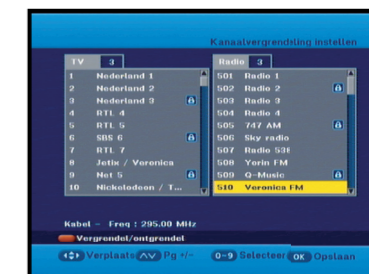 Kanaalvergrendsling instellen
TV 3
1 Nederland 1
2 Nederland 2
3 Nederland 3
4 RTL 4
5 RTL 5
6 SBS 6
7 RTL 7
8 Jetix / Veronica
9 Net 5
10 Nickelodeon / T...
Radio 3
501 Radio 1
502 Radio 2
503 Radio 3
504 Radio 4
505 747 AM
506 Sky radio
507 Radio 538
508 Yorin FM
509 Q-Music
510 Veronica FM
Kabel - Freq : 295.00 MHz
Vergrendel/ontgrendel
Verplaats Pg +/- 0-9 Selecteer OK Opslaan